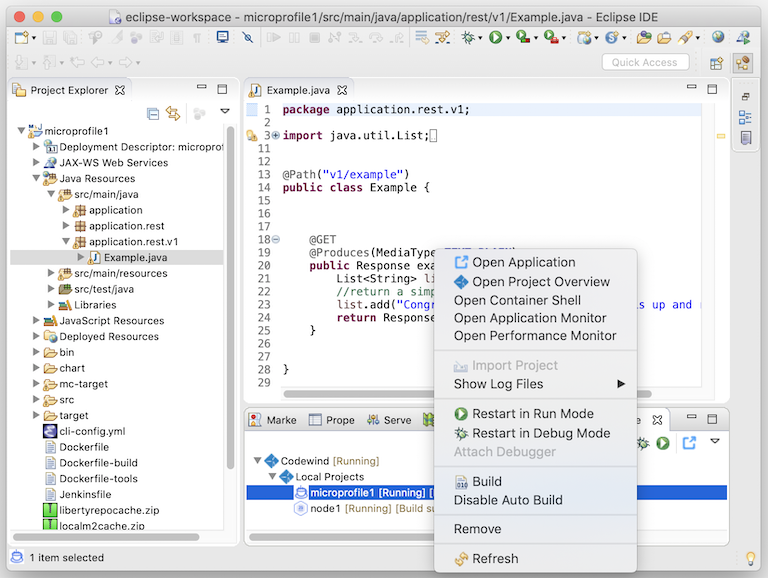 eclipse-workspace - microprofile1/src/main/java/application/rest/v1/Example.java - Eclipse IDE
Quick Access
Project Explorer
microprofile1
Deployment Descriptor: microprof
JAX-WS Web Services
Java Resources
src/main/java
application
application.rest
application.rest.v1
Example.java
src/main/resources
src/test/java
Libraries
JavaScript Resources
Deployed Resources
bin
chart
mc-target
src
target
cli-config.yml
Dockerfile
Dockerfile-build
Dockerfile-tools
Jenkinsfile
libertyrepocache.zip
localm2cache.zip
Example.java
1 package application.rest.v1;
2
3 import java.util.List;
11
12
13 @Path("v1/example")
14 public class Example {
15
16
17
18 @GET
19 @Produces(MediaType
20 public Response exa
21 List<String> li
22 //return a simp
23 list.add("Congr s up and r
24 return Response
25 }
26
27
28 }
29
Marke Prope Serve e
Codewind [Running]
Local Projects
microprofile1 [Running] [
node1 [Running] [Build su
Open Application
Open Project Overview
Open Container Shell
Open Application Monitor
Open Performance Monitor
Import Project
Show Log Files
Restart in Run Mode
Restart in Debug Mode
Attach Debugger
Build
Disable Auto Build
Remove
Refresh
1 item selected